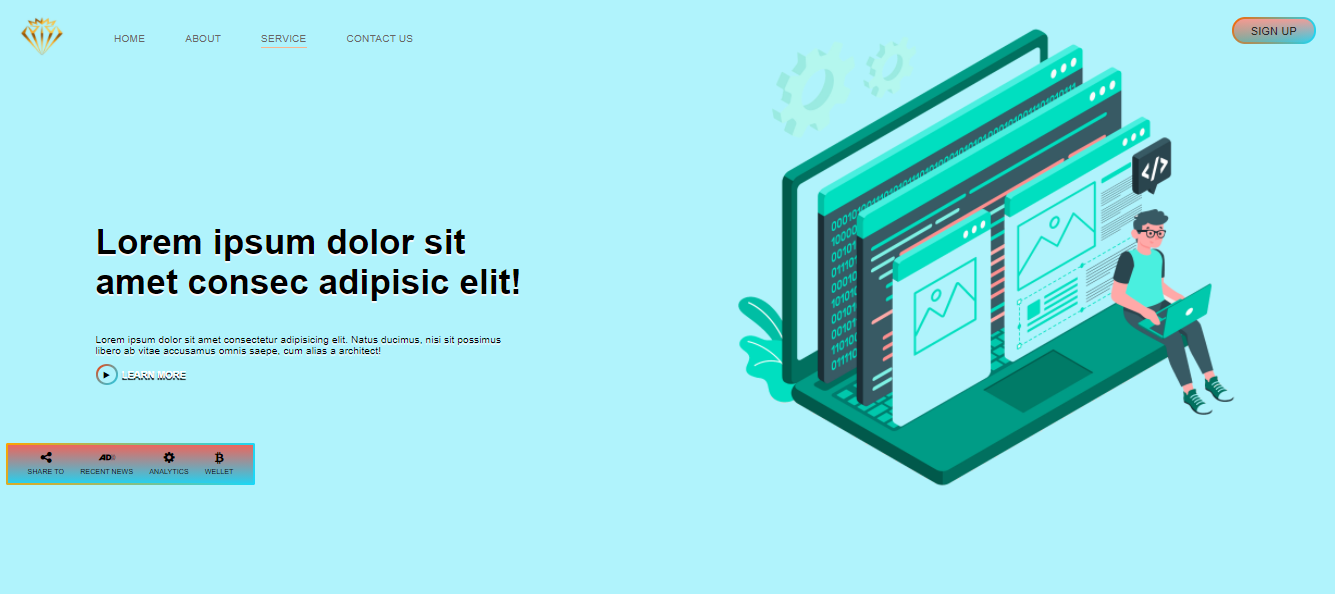 HOME ABOUT SERVICE CONTACT US SIGN UP
</>
Lorem ipsum dolor sit
amet consec adipisic elit!
Lorem ipsum dolor sit amet consectetur adipisicing elit. Natus ducimus, nisi sit possimus
libero ab vitae accusamus omnis saepe, cum alias a architect!
LEARN MORE
SHARE TO RECENT NEWS ANALYTICS WELLET